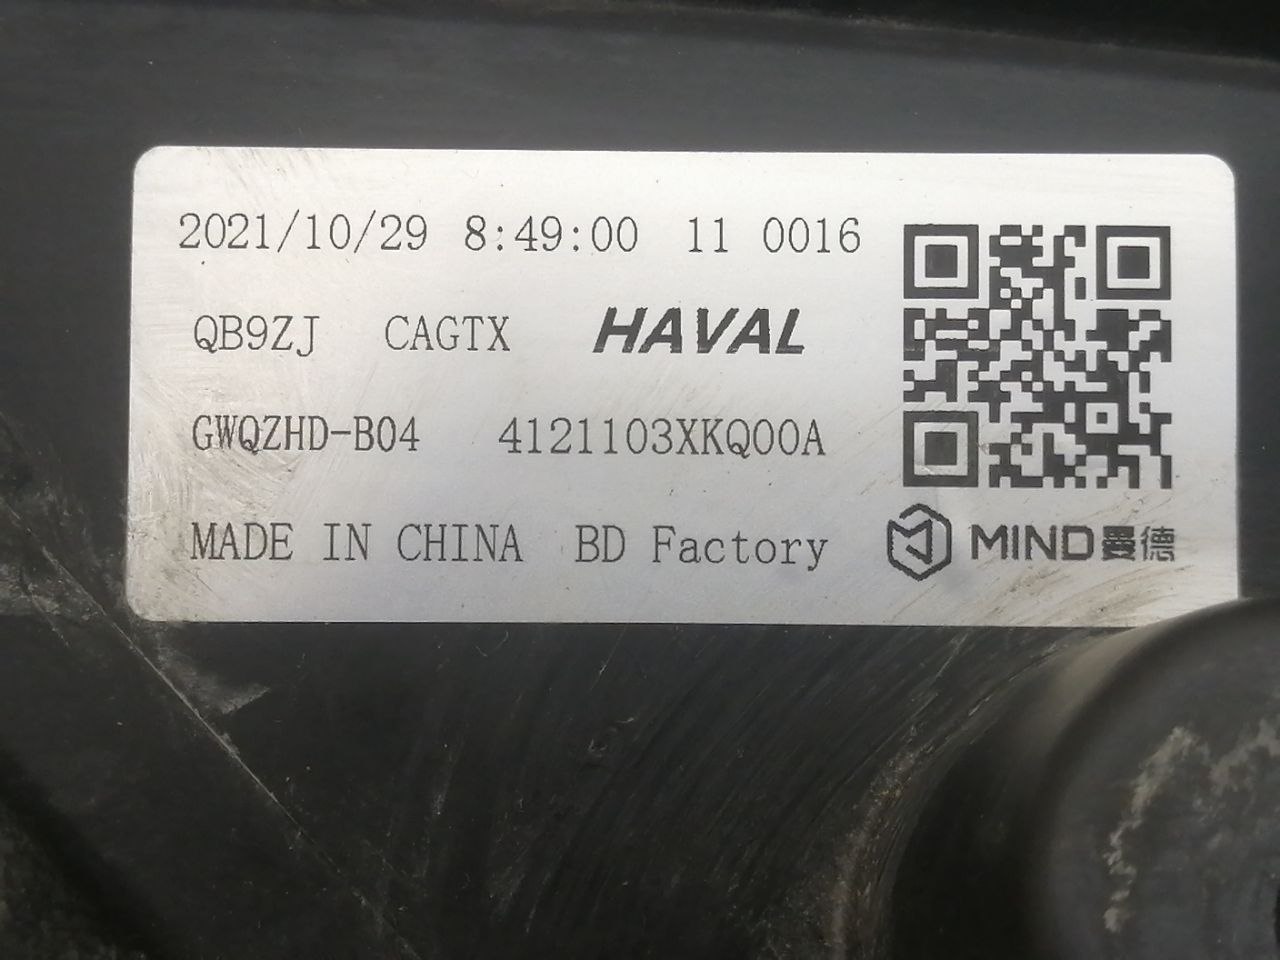 2021/10/29 8:49:00 11 0016
QB9ZJ CAGTX HAVAL
GWQZHD-B04 4121103XKQ00A
MADE IN CHINA BD Factory MIND曼德